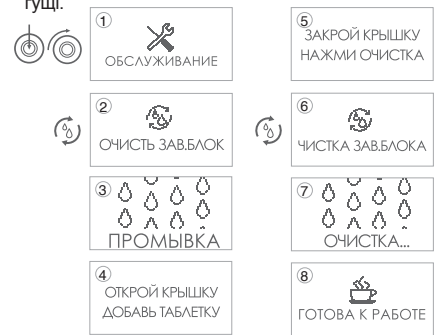 гущі.
1
ОБСЛУЖИВАНИЕ
2
ОЧИСТЬ ЗАВ.БЛОК
3
ПРОМЫВКА
4
ОТКРОЙ КРЫШКУ
ДОБАВЬ ТАБЛЕТКУ
5
ЗАКРОЙ КРЫШКУ
НАЖМИ ОЧИСТКА
6
ЧИСТКА ЗАВ.БЛОКА
7
ОЧИСТКА...
8
ГОТОВА К РАБОТЕ